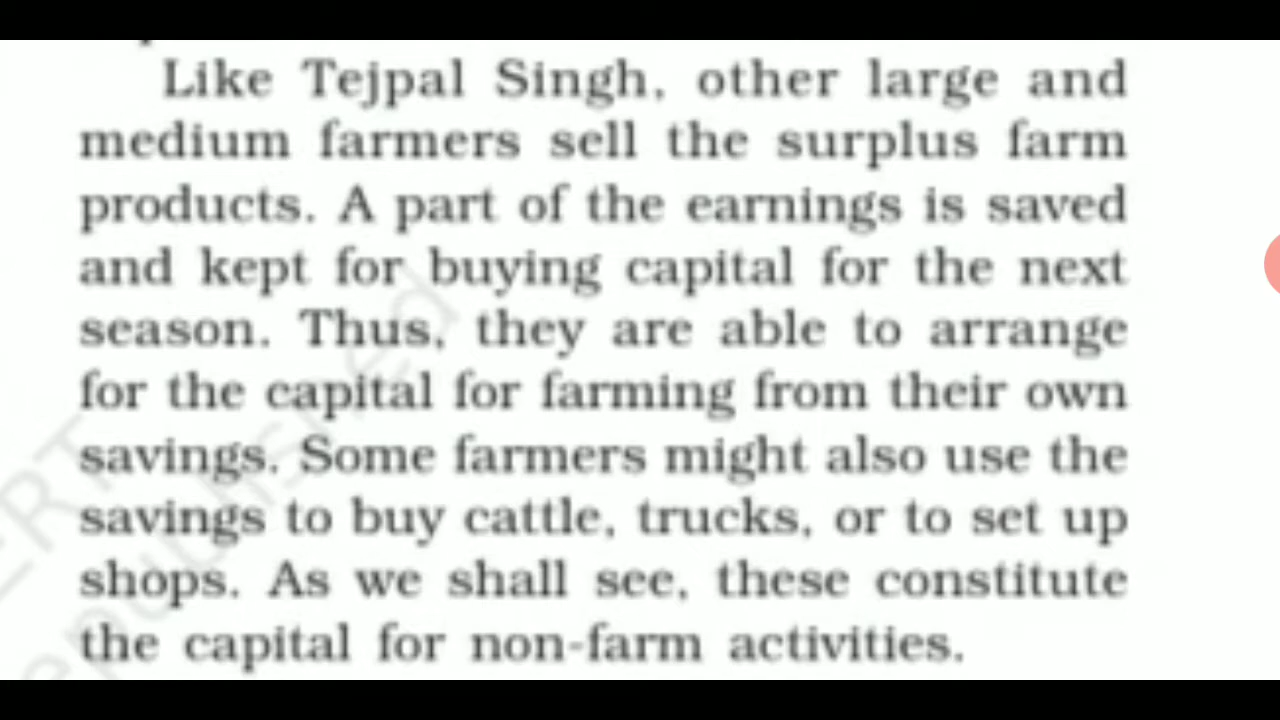 Like Tejpal Singh, other large and
medium farmers sell the surplus farm
products. A part of the earnings is saved
and kept for buying capital for the next
season. Thus, they are able to arrange
for the capital for farming from their own
savings. Some farmers might also use the
savings to buy cattle, trucks, or to set up
shops. As we shall see, these constitute
the capital for non-farm activities.